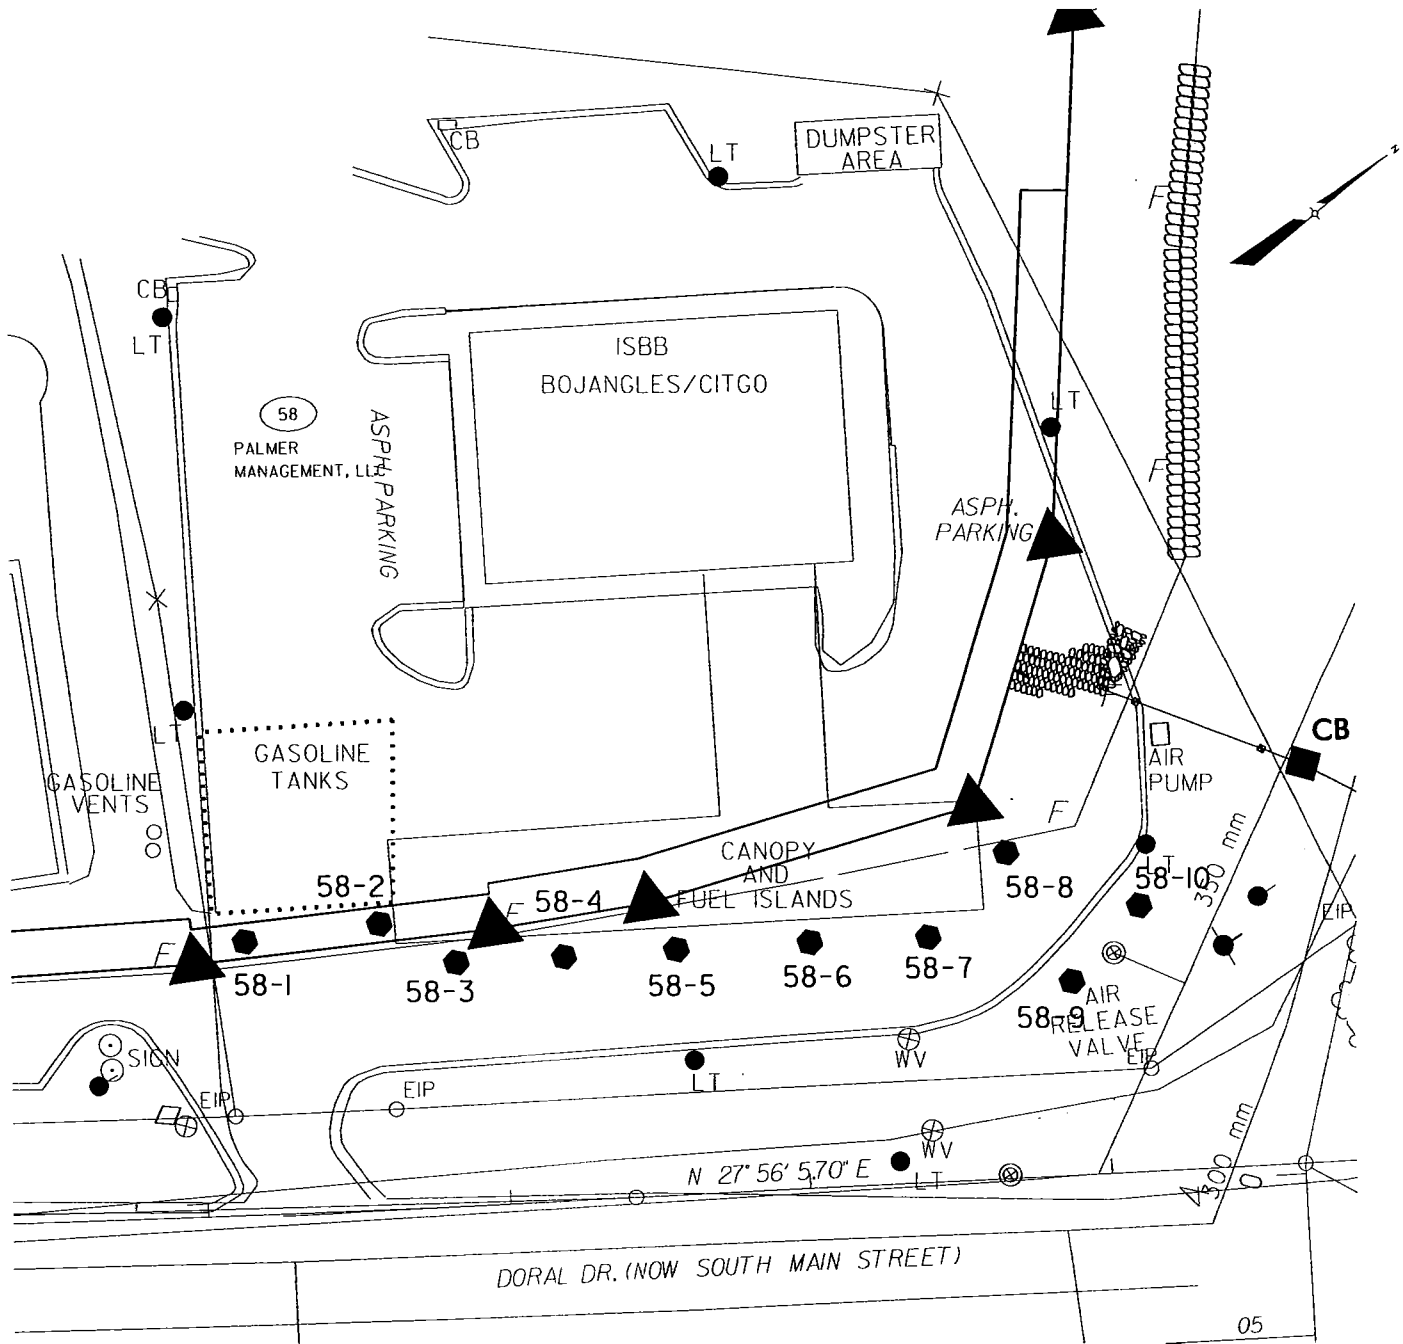 CB
LT
DUMPSTER
AREA
Z
F
CB
LT
ISBB
BOJANGLES/CITGO
58
PALMER
MANAGEMENT, LLC
ASPH. PARKING
LT
F
ASPH.
PARKING
F
LT
GASOLINE
TANKS
GASOLINE
VENTS
CB
AIR
PUMP
F
350 mm
CANOPY
AND
FUEL ISLANDS
58-2
58-4
58-8
LT
58-10
EIP
F
F
58-1
58-3
58-5
58-6
58-7
58-9
AIR
RELEASE
VALVE
EIP
SIGN
WV
LT
EIP
EIP
WV
LT
N 27° 56' 5.70" E
300 mm
DORAL DR. (NOW SOUTH MAIN STREET)
05